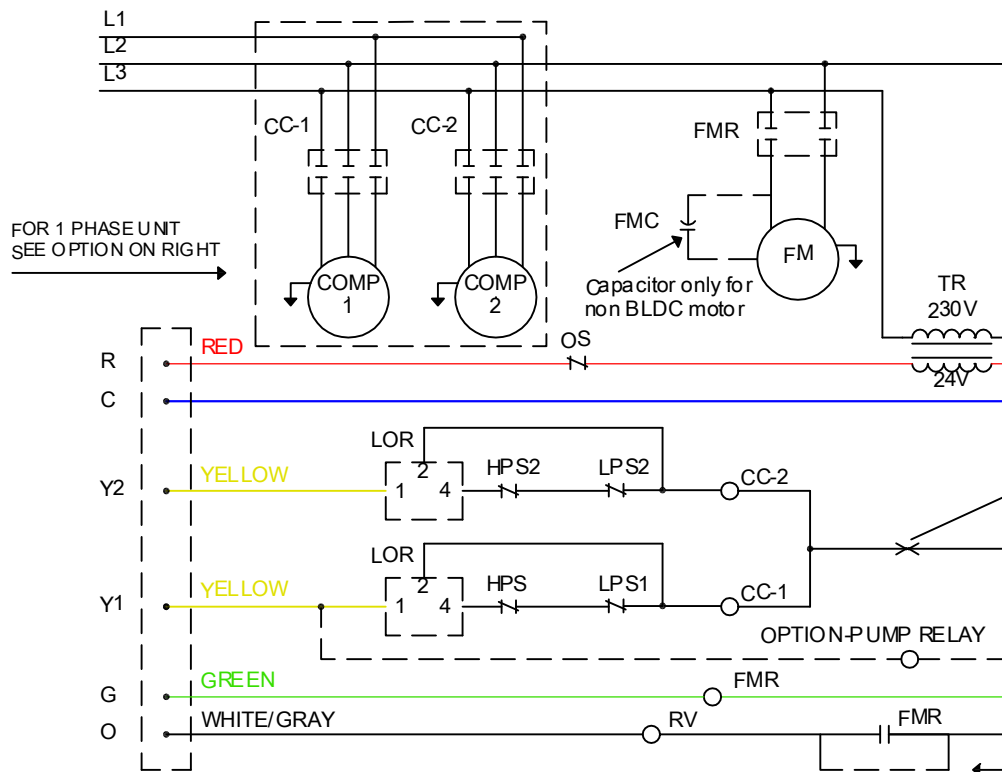 L1
L2
L3
CC-1
CC-2
FMR
FOR 1 PHASE UNIT
SEE OPTION ON RIGHT
FMC
FM
COMP
1
COMP
2
Capacitor only for
non BLDC motor
TR
230V
24V
OS
R
RED
C
LOR
2
1
4
HPS2
LPS2
CC-2
Y2
YELLOW
LOR
2
1
4
HPS
LPS1
CC-1
Y1
YELLOW
OPTION-PUMP RELAY
G
GREEN
FMR
O
WHITE/GRAY
RV
FMR